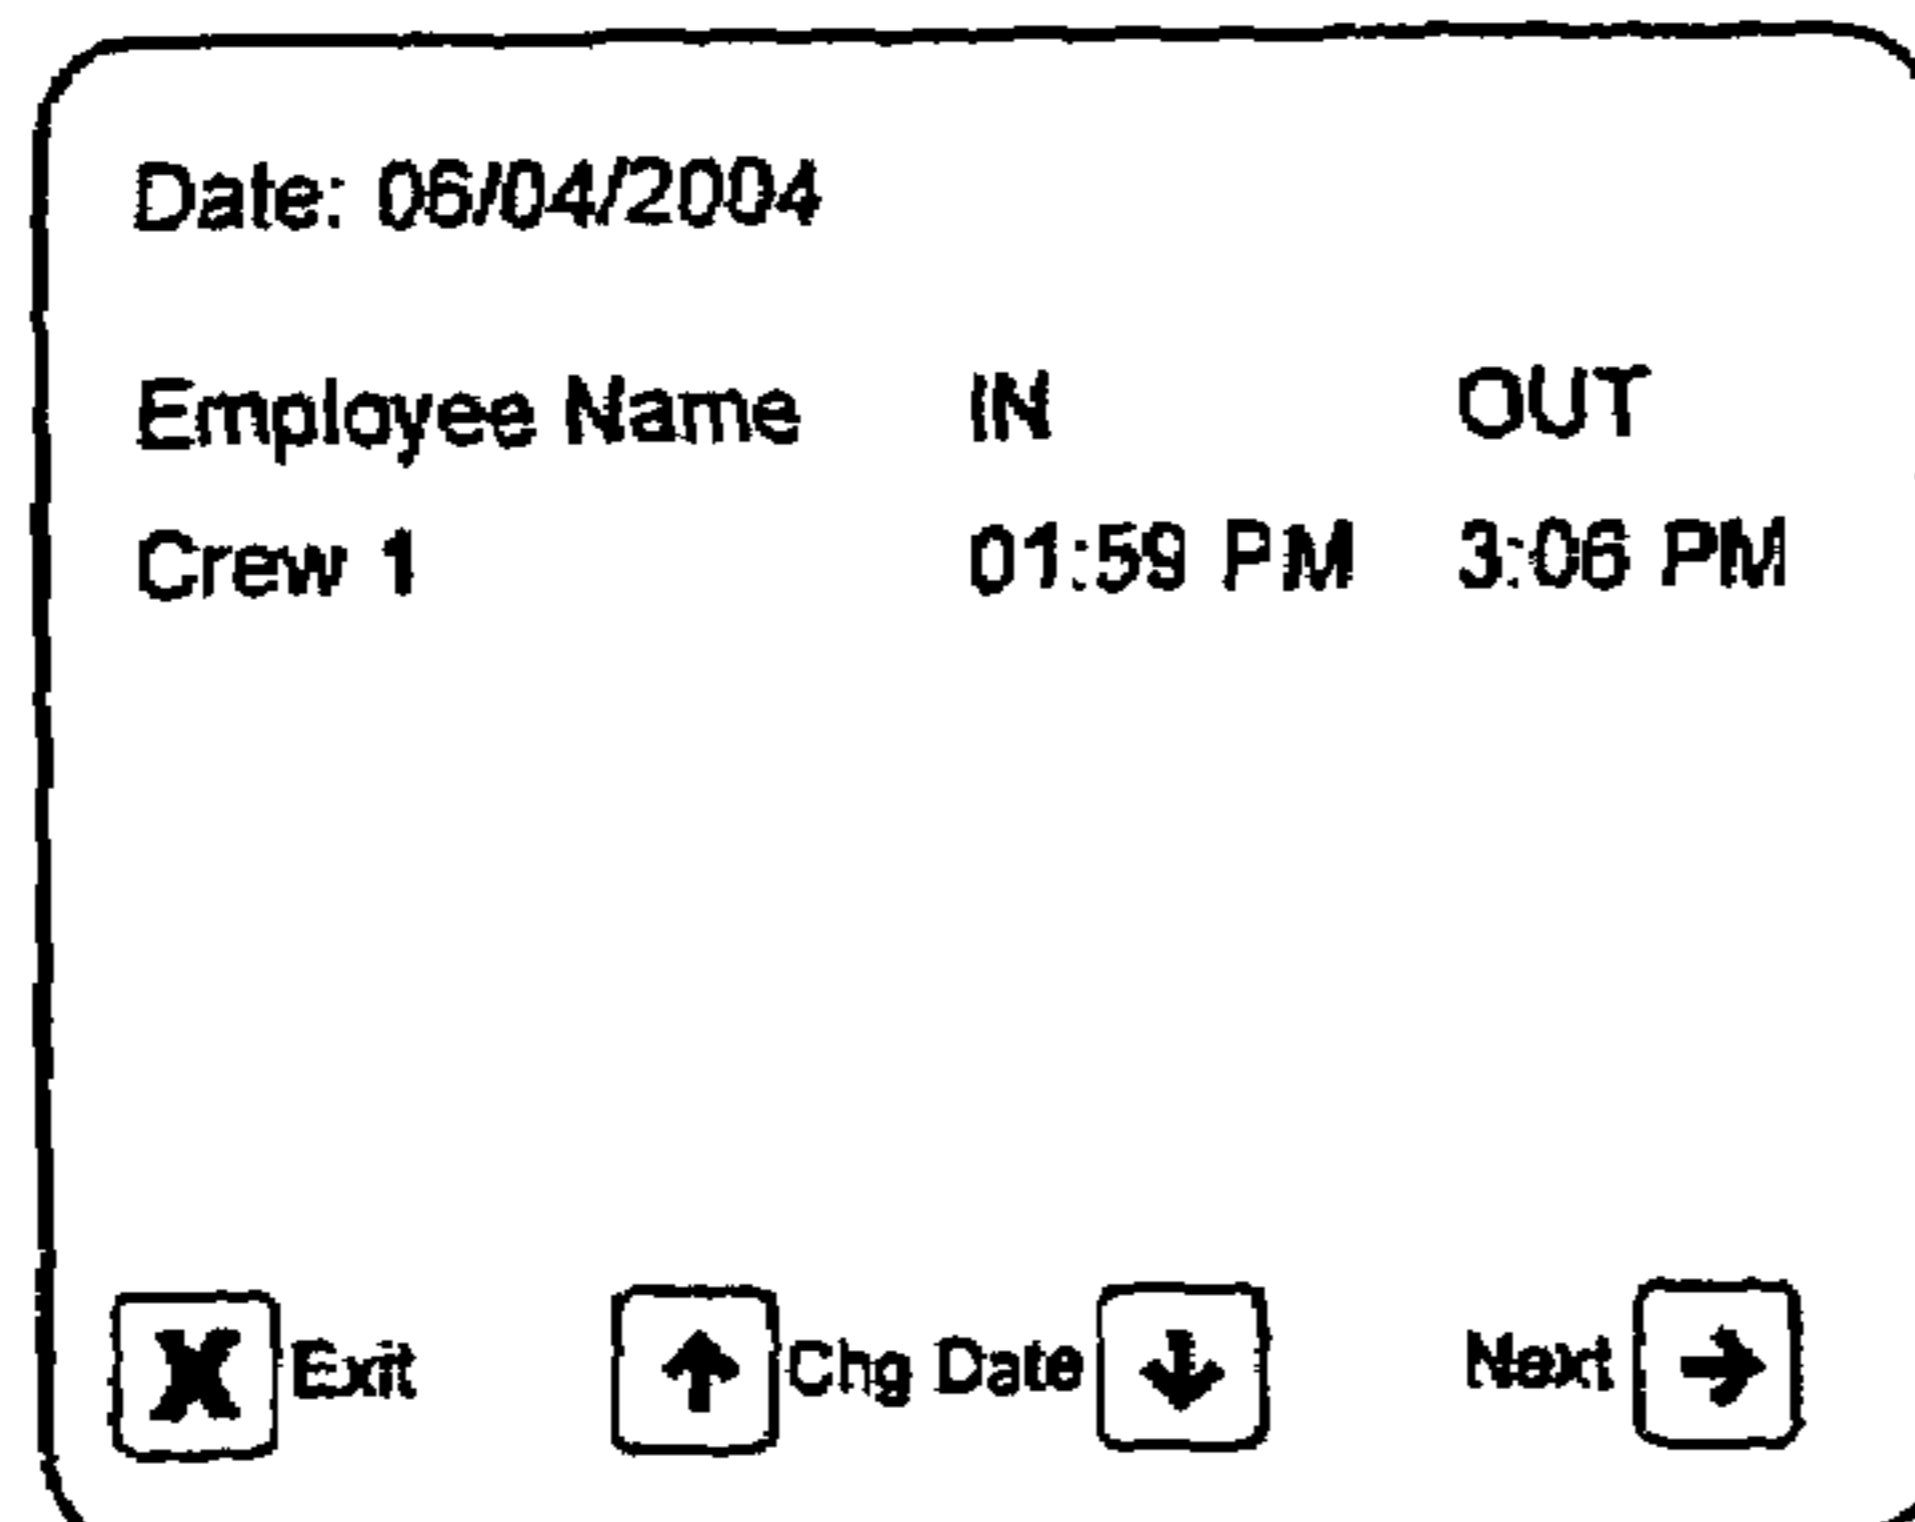 Date: 06/04/2004
Employee Name IN OUT
Crew 1 01:59 PM 3:06 PM
X Exit ↑ Chg Date ↓ Next →